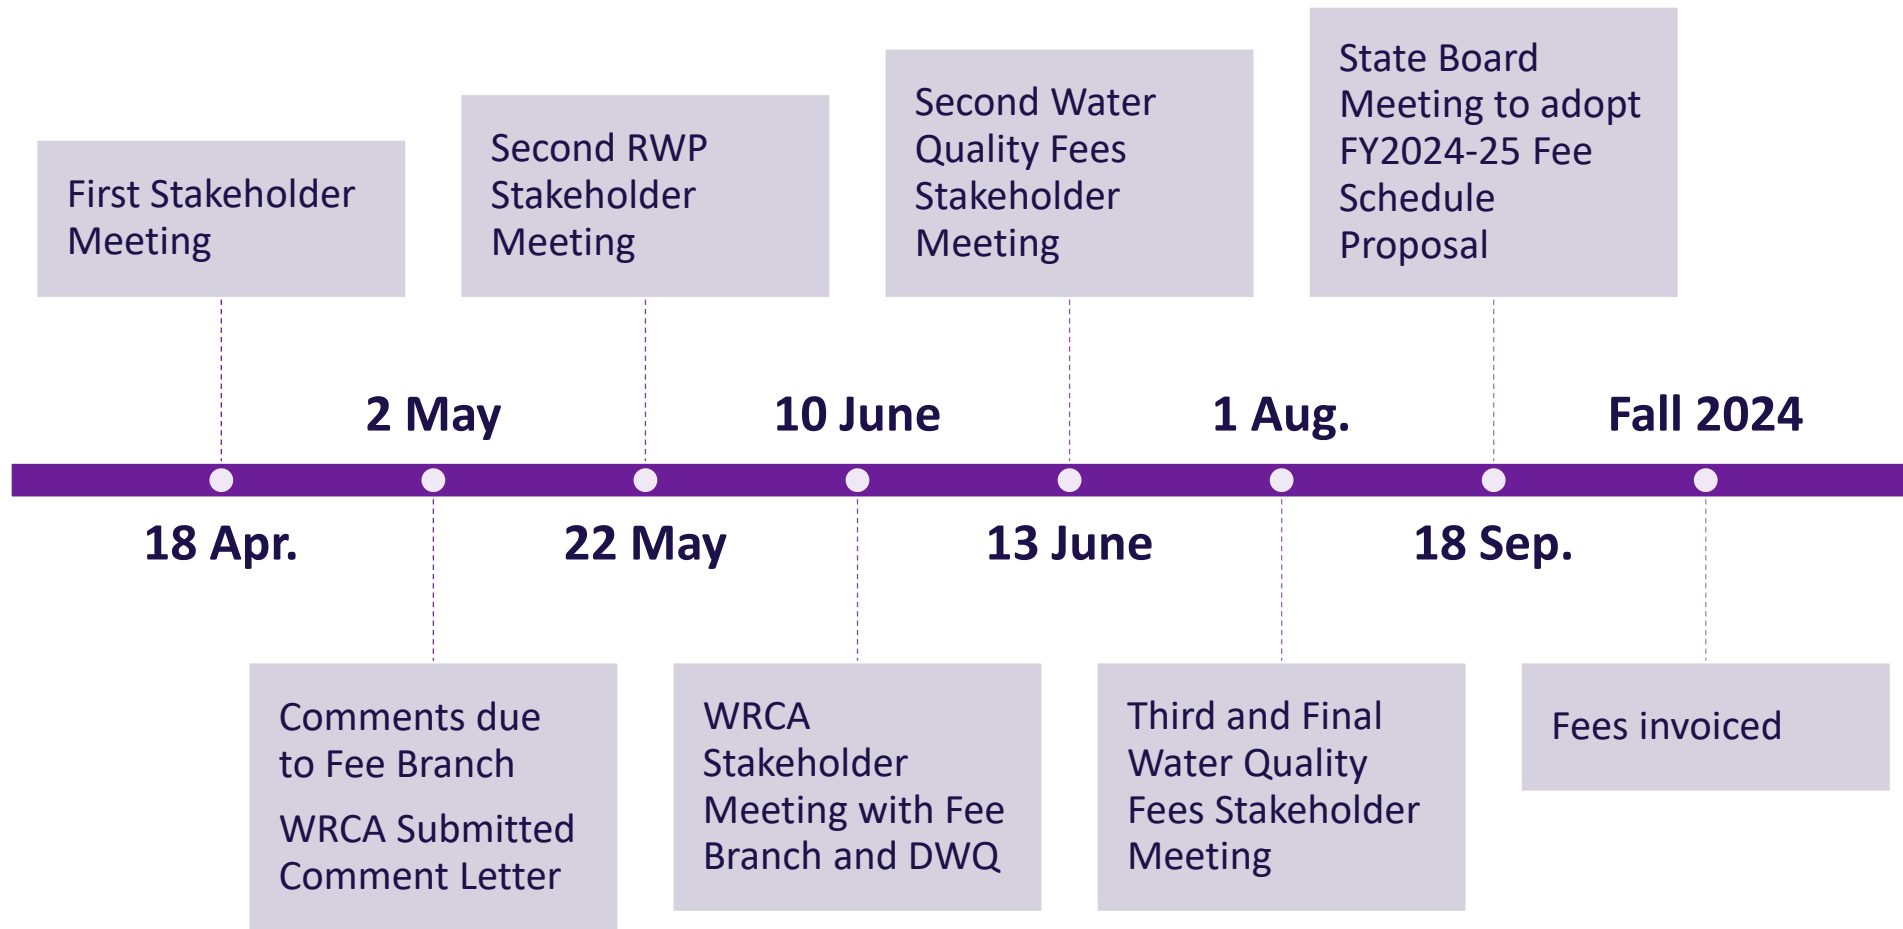 First Stakeholder
Meeting
Second RWP
Stakeholder
Meeting
Second Water
Quality Fees
Stakeholder
Meeting
State Board
Meeting to adopt
FY2024-25 Fee
Schedule
Proposal
2 May
10 June
1 Aug.
Fall 2024
18 Apr.
22 May
13 June
18 Sep.
Comments due
to Fee Branch
WRCA Submitted
Comment Letter
WRCA
Stakeholder
Meeting with Fee
Branch and DWQ
Third and Final
Water Quality
Fees Stakeholder
Meeting
Fees invoiced